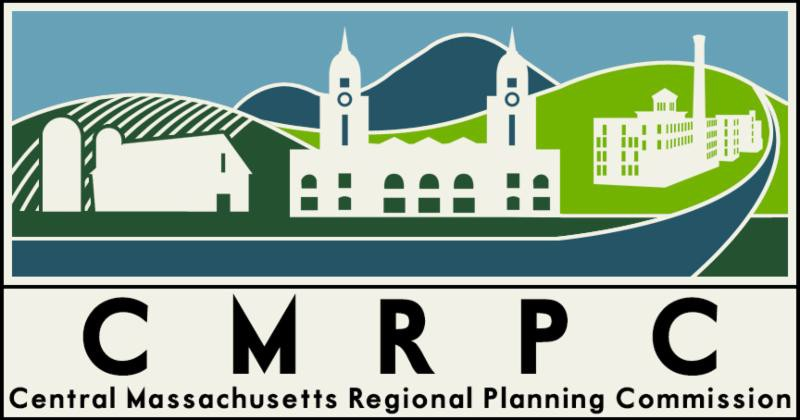 CMRPC
Central Massachusetts Regional Planning Commission